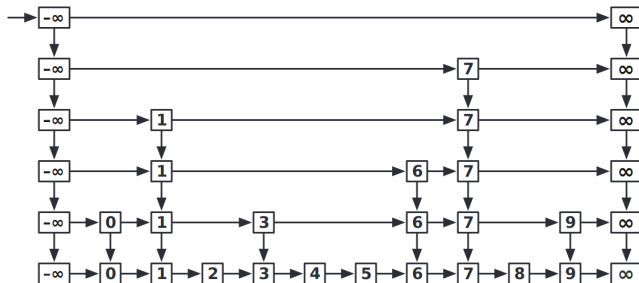 -∞ ∞
-∞ 7 ∞
-∞ 1 7 ∞
-∞ 1 6 7 ∞
-∞ 0 1 3 6 7 9 ∞
-∞ 0 1 2 3 4 5 6 7 8 9 ∞